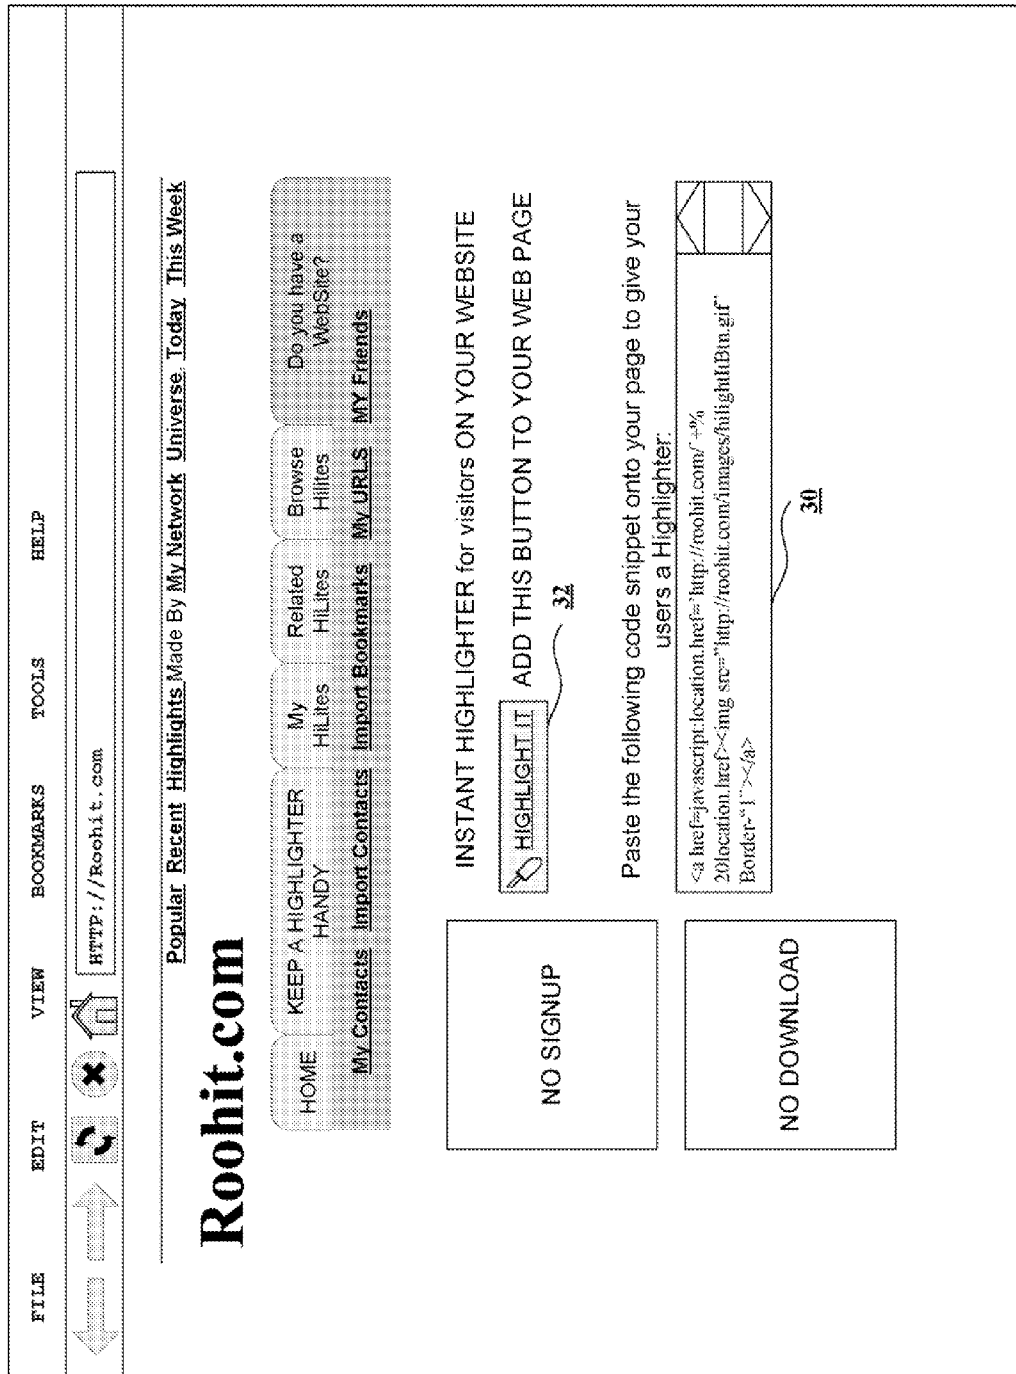 FILE EDIT VIEW BOOKMARKS TOOLS HELP
HTTP://Roohit.com
Popular Recent Highlights Made By My Network Universe Today This Week
Roohit.com
HOME
KEEP A HIGHLIGHTER
HANDY
My
HiLites
Related
HiLites
Browse
Hilites
Do you have a
WebSite?
My Contacts Import Contacts Import Bookmarks My URLS MY Friends
NO SIGNUP
NO DOWNLOAD
INSTANT HIGHLIGHTER for visitors ON YOUR WEBSITE
HIGHLIGHT IT ADD THIS BUTTON TO YOUR WEB PAGE
32
Paste the following code snippet onto your page to give your
users a Highlighter:
<a href=javascript:location.href='http://roohit.com/'+%
20location.href><img src="http://roohit.com/images/hilightItBtn.gif"
Border="1"></a>
30